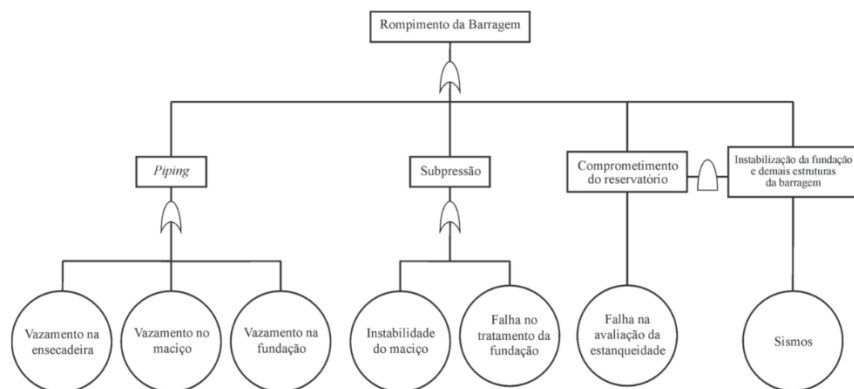 Rompimento da Barragem
Piping
Subpressão
Comprometimento
do reservatório
Instabilização da fundação
e demais estruturas
da barragem
Vazamento na
ensecadeira
Vazamento no
maciço
Vazamento na
fundação
Instabilidade
do maciço
Falha no
tratamento da
fundação
Falha na
avaliação da
estanqueidade
Sismos